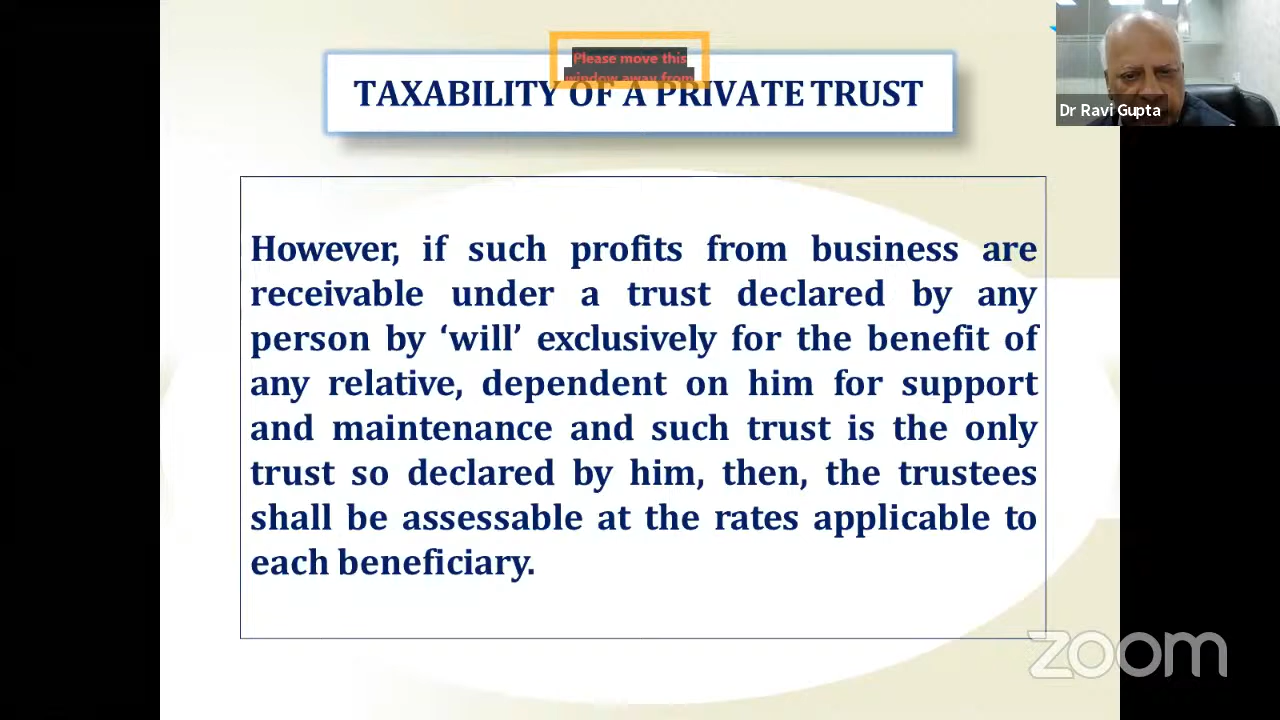 Please move this
window away from
TAXABILITY OF A PRIVATE TRUST
Dr Ravi Gupta
However, if such profits from business are
receivable under a trust declared by any
person by ‘will’ exclusively for the benefit of
any relative, dependent on him for support
and maintenance and such trust is the only
trust so declared by him, then, the trustees
shall be assessable at the rates applicable to
each beneficiary.
zoom